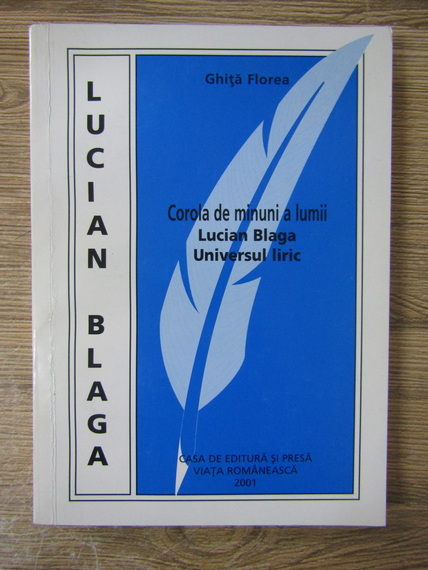 LUCIAN BLAGA
Ghiță Florea
Corola de minuni a lumii
Lucian Blaga
Universul liric
CASA DE EDITURĂ ȘI PRESĂ
VIAȚA ROMÂNEASCĂ
2001